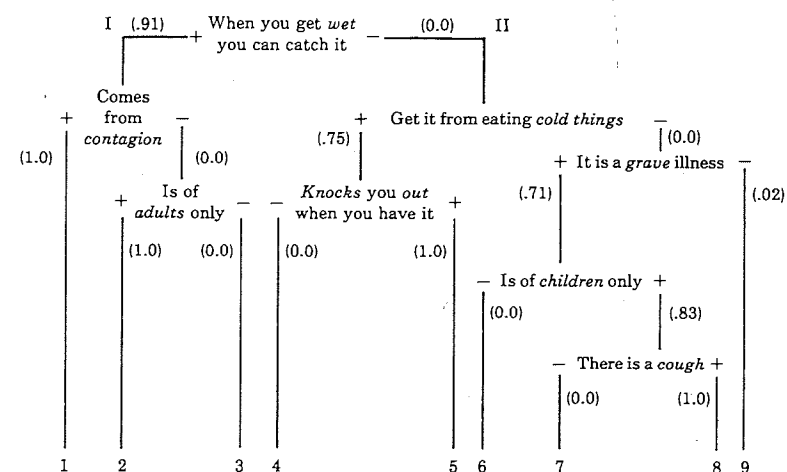 I (.91) + When you get wet − (0.0) II
you can catch it
Comes
+ from − + Get it from eating cold things −
contagion (.75) (0.0)
(1.0) (0.0) + It is a grave illness −
Is of Knocks you out
+ adults only − − when you have it + (.71) (.02)
(1.0) (0.0) (0.0) (1.0)
− Is of children only +
(0.0) (.83)
− There is a cough +
(0.0) (1.0)
1 2 3 4 5 6 7 8 9